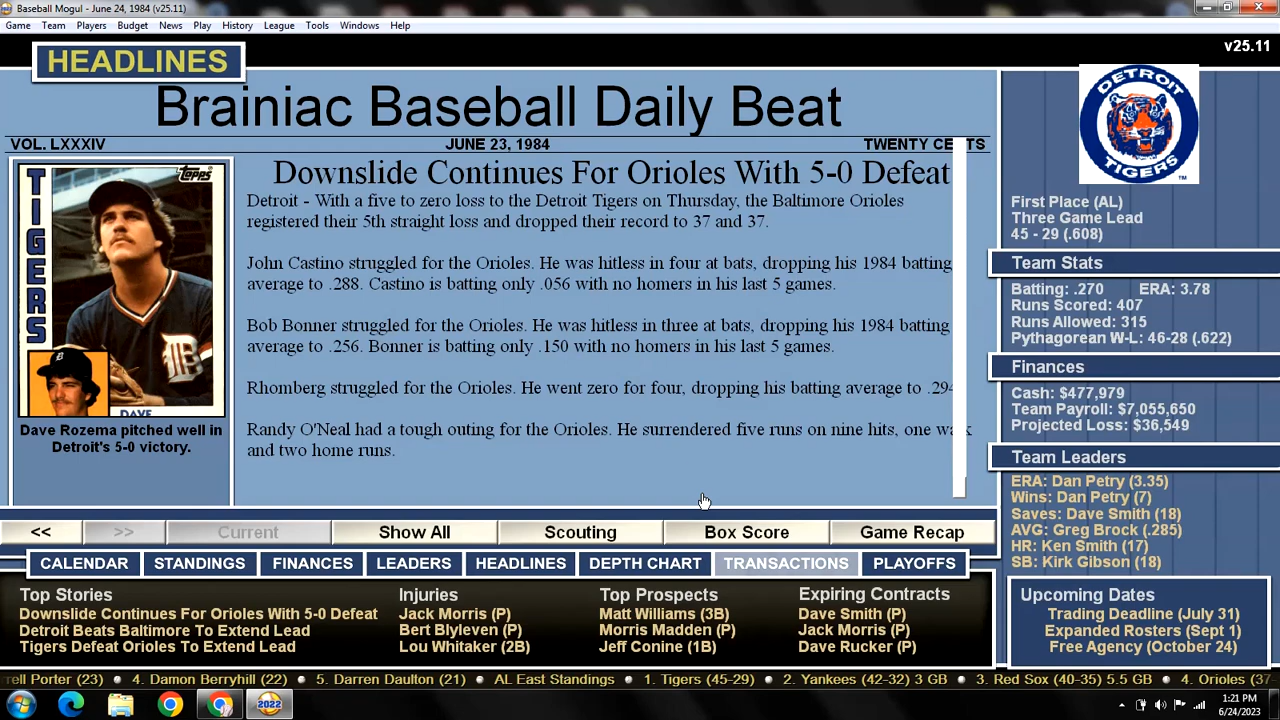 Baseball Mogul - June 24, 1984 (v25.11)
Game Team Players Budget News Play History League Tools Windows Help
HEADLINES
v25.11
Brainiac Baseball Daily Beat
VOL. LXXXIV JUNE 23, 1984 TWENTY CENTS
Topps
TIGERS
DAVE
Dave Rozema pitched well in
Detroit's 5-0 victory.
Downslide Continues For Orioles With 5-0 Defeat
Detroit - With a five to zero loss to the Detroit Tigers on Thursday, the Baltimore Orioles
registered their 5th straight loss and dropped their record to 37 and 37.
John Castino struggled for the Orioles. He was hitless in four at bats, dropping his 1984 batting
average to .288. Castino is batting only .056 with no homers in his last 5 games.
Bob Bonner struggled for the Orioles. He was hitless in three at bats, dropping his 1984 batting
average to .256. Bonner is batting only .150 with no homers in his last 5 games.
Rhomberg struggled for the Orioles. He went zero for four, dropping his batting average to .294
Randy O'Neal had a tough outing for the Orioles. He surrendered five runs on nine hits, one walk
and two home runs.
DETROIT
TIGERS
First Place (AL)
Three Game Lead
45 - 29 (.608)
Team Stats
Batting: .270 ERA: 3.78
Runs Scored: 407
Runs Allowed: 315
Pythagorean W-L: 46-28 (.622)
Finances
Cash: $477,979
Team Payroll: $7,055,650
Projected Loss: $36,549
Team Leaders
ERA: Dan Petry (3.35)
Wins: Dan Petry (7)
Saves: Dave Smith (18)
AVG: Greg Brock (.285)
HR: Ken Smith (17)
SB: Kirk Gibson (18)
<< >> Current Show All Scouting Box Score Game Recap
CALENDAR STANDINGS FINANCES LEADERS HEADLINES DEPTH CHART TRANSACTIONS PLAYOFFS
Top Stories
Downslide Continues For Orioles With 5-0 Defeat
Detroit Beats Baltimore To Extend Lead
Tigers Defeat Orioles To Extend Lead
Injuries
Jack Morris (P)
Bert Blyleven (P)
Lou Whitaker (2B)
Top Prospects
Matt Williams (3B)
Morris Madden (P)
Jeff Conine (1B)
Expiring Contracts
Dave Smith (P)
Jack Morris (P)
Dave Rucker (P)
Upcoming Dates
Trading Deadline (July 31)
Expanded Rosters (Sept 1)
Free Agency (October 24)
rell Porter (23) 4. Damon Berryhill (22) 5. Darren Daulton (21) AL East Standings 1. Tigers (45-29) 2. Yankees (42-32) 3 GB 3. Red Sox (40-35) 5.5 GB 4. Orioles (37-
2022
1:21 PM
6/24/2023